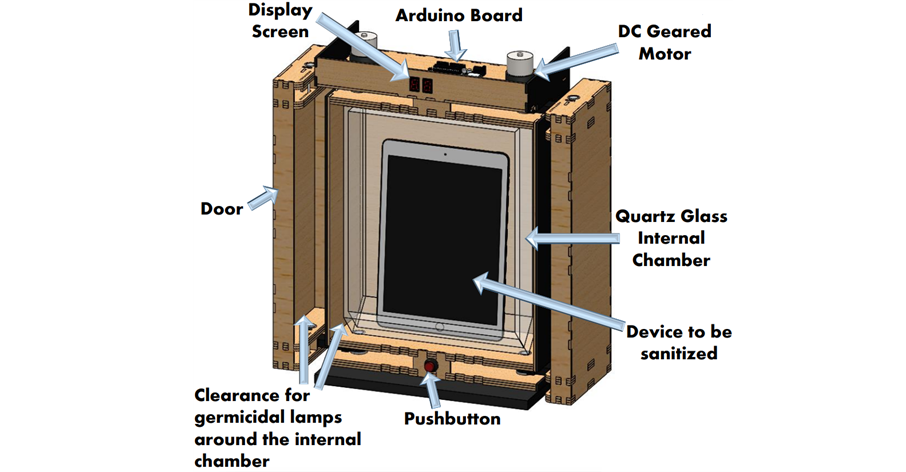 Display
Screen
Arduino Board
DC Geared
Motor
Door
Quartz Glass
Internal
Chamber
Device to be
sanitized
Clearance for
germicidal lamps
around the internal
chamber
Pushbutton